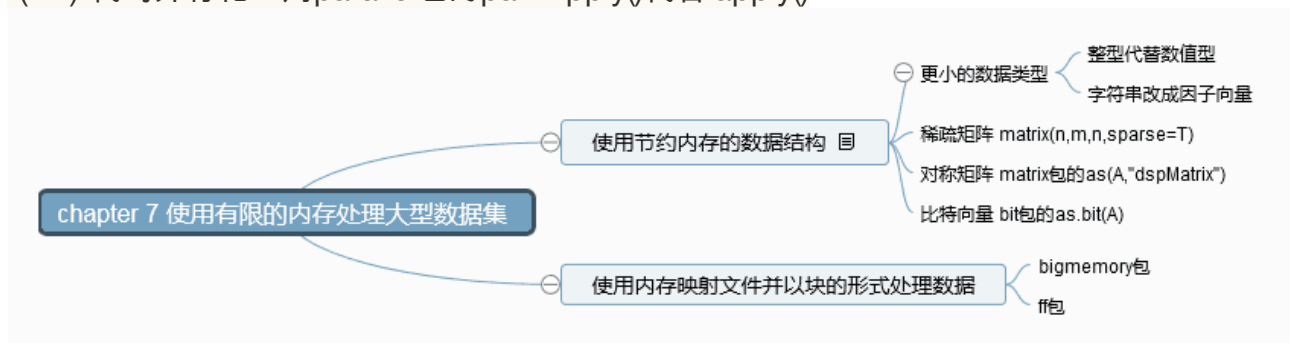 更小的数据类型
整型代替数值型
字符串改成因子向量
使用节约内存的数据结构
稀疏矩阵 matrix(n,m,n,sparse=T)
对称矩阵 matrix包的as(A,"dspMatrix")
比特向量 bit包的as.bit(A)
chapter 7 使用有限的内存处理大型数据集
使用内存映射文件并以块的形式处理数据
bigmemory包
ff包